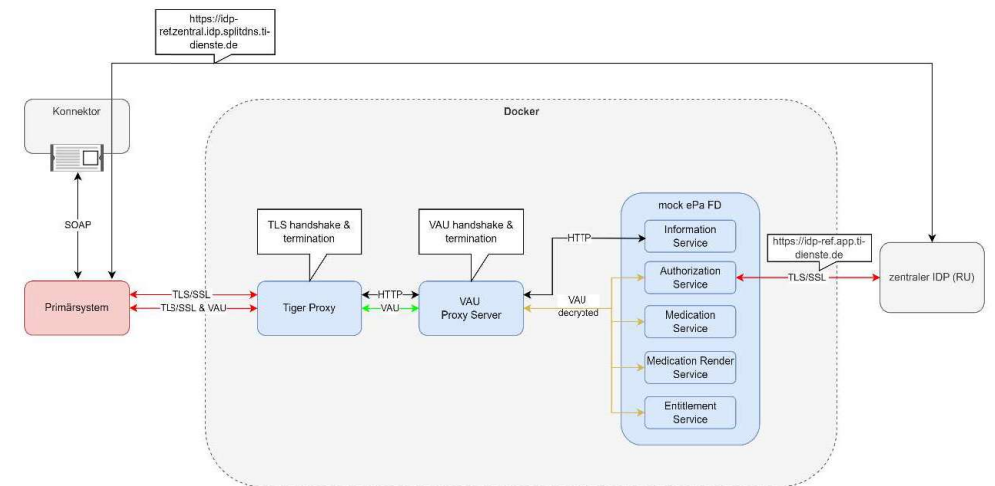 https://idp-
ref.zentral.idp.splitdns.ti-
dienste.de
Konnektor
Docker
SOAP
TLS handshake &
termination
VAU handshake &
termination
mock ePa FD
Information
Service
HTTP
https://idp-ref.app.ti-
dienste.de
Authorization
Service
TLS/SSL
zentraler IDP (RU)
Primärsystem
TLS/SSL
TLS/SSL & VAU
Tiger Proxy
HTTP
VAU
VAU
Proxy Server
VAU
decrypted
Medication
Service
Medication Render
Service
Entitlement
Service